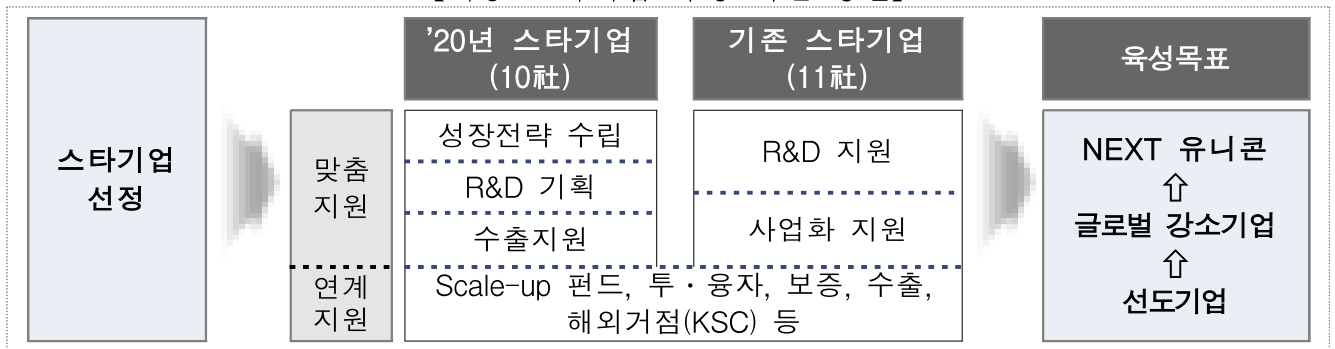 '20년 스타기업
(10社)
기존 스타기업
(11社)
육성목표
스타기업
선정
맞춤
지원
성장전략 수립
R&D 기획
수출지원
R&D 지원
사업화 지원
연계
지원
Scale-up 펀드, 투·융자, 보증, 수출,
해외거점(KSC) 등
NEXT 유니콘
⇧
글로벌 강소기업
⇧
선도기업